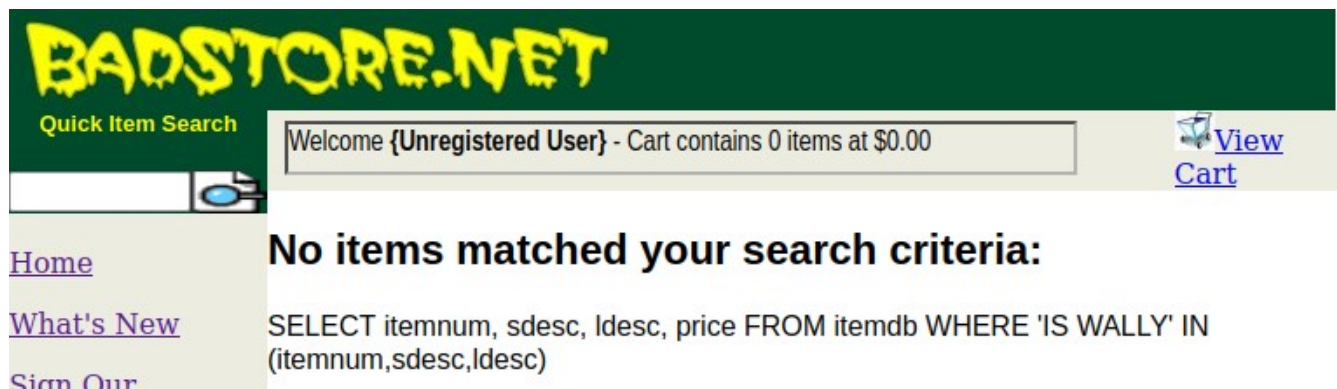 BADSTORE.NET
Quick Item Search
Welcome {Unregistered User} - Cart contains 0 items at $0.00
View
Cart
Home
What's New
Sign Our
No items matched your search criteria:
SELECT itemnum, sdesc, ldesc, price FROM itemdb WHERE 'IS WALLY' IN
(itemnum,sdesc,ldesc)